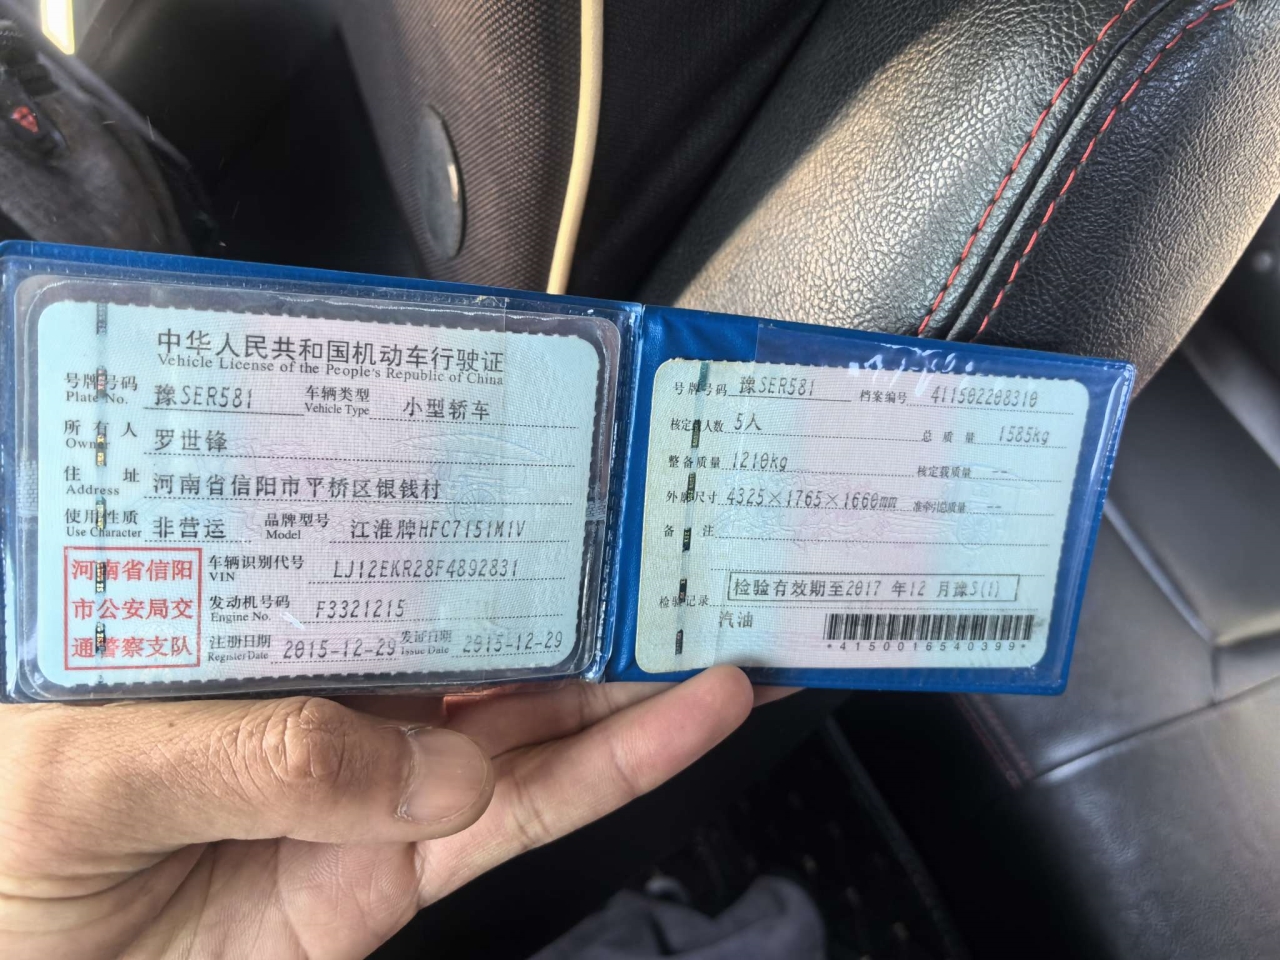 中华人民共和国机动车行驶证
Vehicle License of the People's Republic of China
号牌号码 豫SER581 车辆类型 小型轿车
Plate No. Vehicle Type
所有人 罗世锋
Owner
住址 河南省信阳市平桥区银钱村
Address
使用性质 非营运 品牌型号 江淮牌HFC7151M1V
Use Character Model
河南省信阳
市公安局交
通警察支队
车辆识别代号 LJ12EKR28F4892831
VIN
发动机号码 F3321215
Engine No.
注册日期 2015-12-29 发证日期 2015-12-29
Register Date Issue Date
号牌号码 豫SER581 档案编号 411502208310
核定载人数 5人 总质量 1585kg
整备质量 1210kg 核定载质量 --
外廓尺寸 4325×1765×1660mm 准牵引总质量 --
备注
检验有效期至2017 年12 月豫S(1)
检验记录
汽油
*4150016540399*